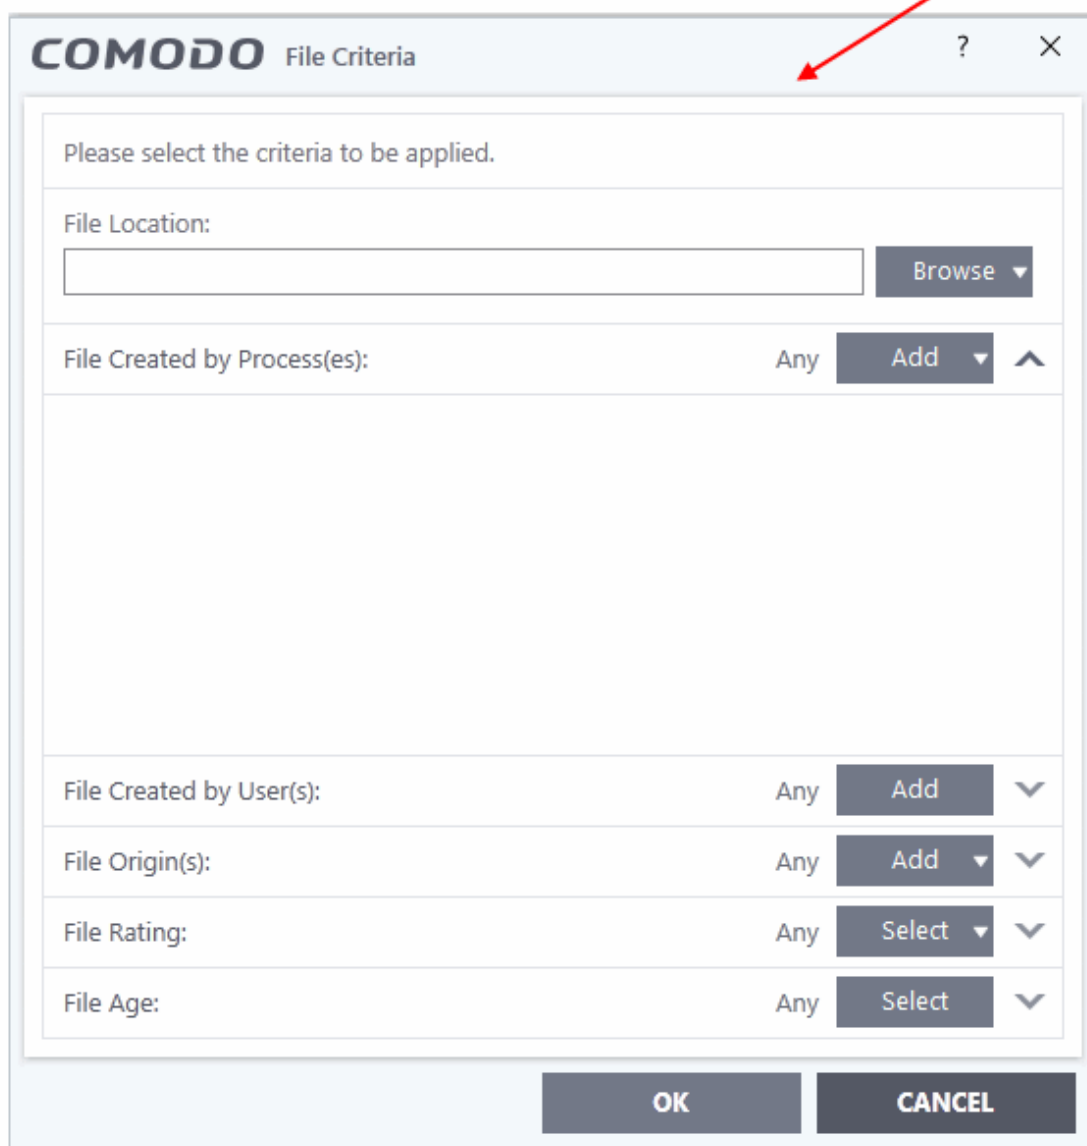 COMODO File Criteria ?
Please select the criteria to be applied.
File Location:
Browse
File Created by Process(es): Any Add
File Created by User(s): Any Add
File Origin(s): Any Add
File Rating: Any Select
File Age: Any Select
OK CANCEL